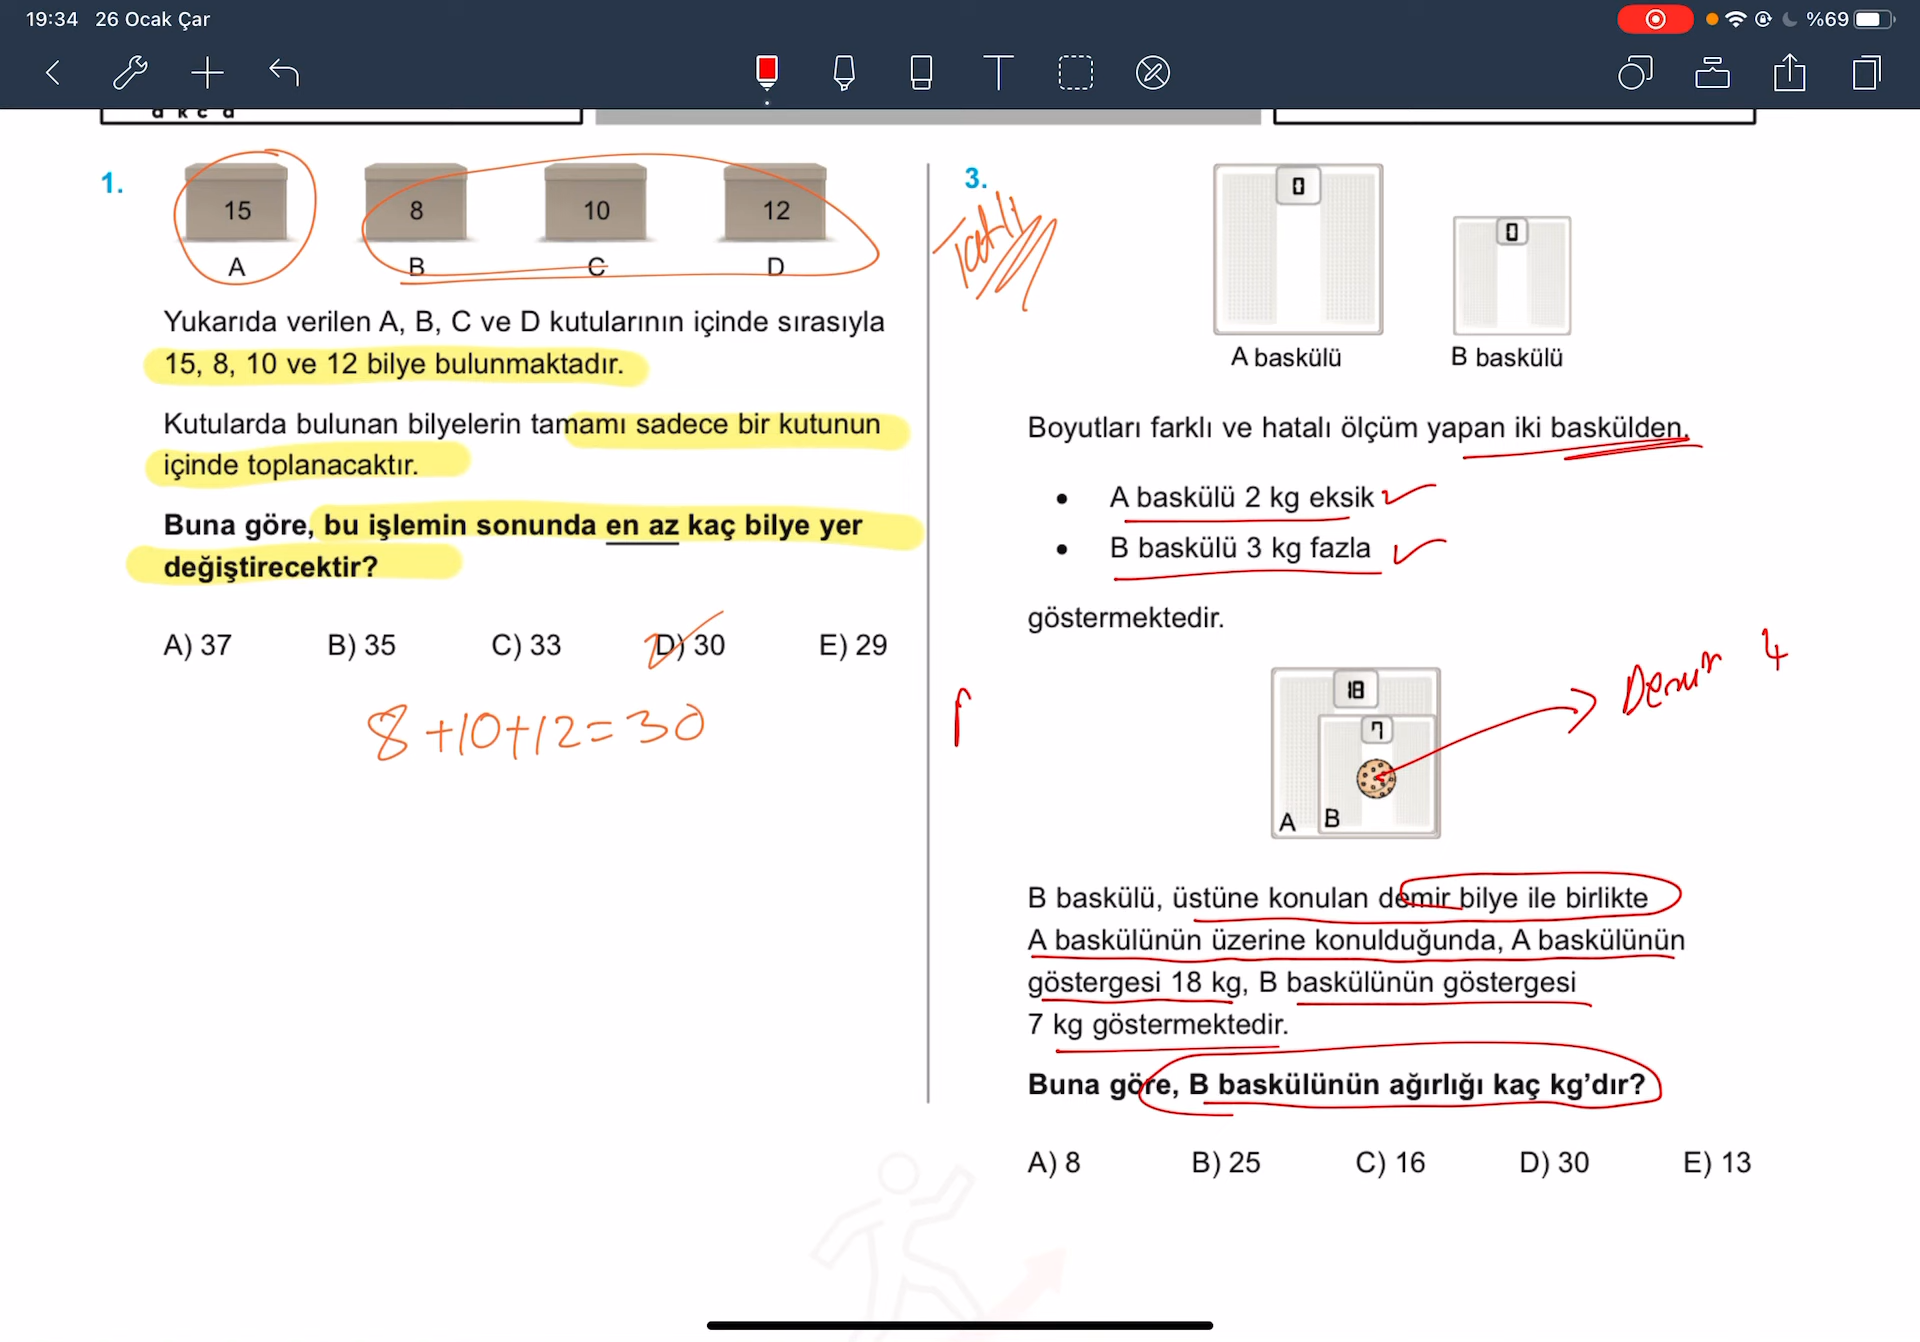 19:34 26 Ocak Çar
%69
1.
15
8
10
12
A
B
C
D
Yukarıda verilen A, B, C ve D kutularının içinde sırasıyla
15, 8, 10 ve 12 bilye bulunmaktadır.
Kutularda bulunan bilyelerin tamamı sadece bir kutunun
içinde toplanacaktır.
Buna göre, bu işlemin sonunda en az kaç bilye yer
değiştirecektir?
A) 37 B) 35 C) 33 D) 30 E) 29
8+10+12=30
3.
0
0
A baskülü
B baskülü
Boyutları farklı ve hatalı ölçüm yapan iki baskülden,
• A baskülü 2 kg eksik
• B baskülü 3 kg fazla
göstermektedir.
18
7
A
B
Demir 4
B baskülü, üstüne konulan demir bilye ile birlikte
A baskülünün üzerine konulduğunda, A baskülünün
göstergesi 18 kg, B baskülünün göstergesi
7 kg göstermektedir.
Buna göre, B baskülünün ağırlığı kaç kg'dır?
A) 8 B) 25 C) 16 D) 30 E) 13